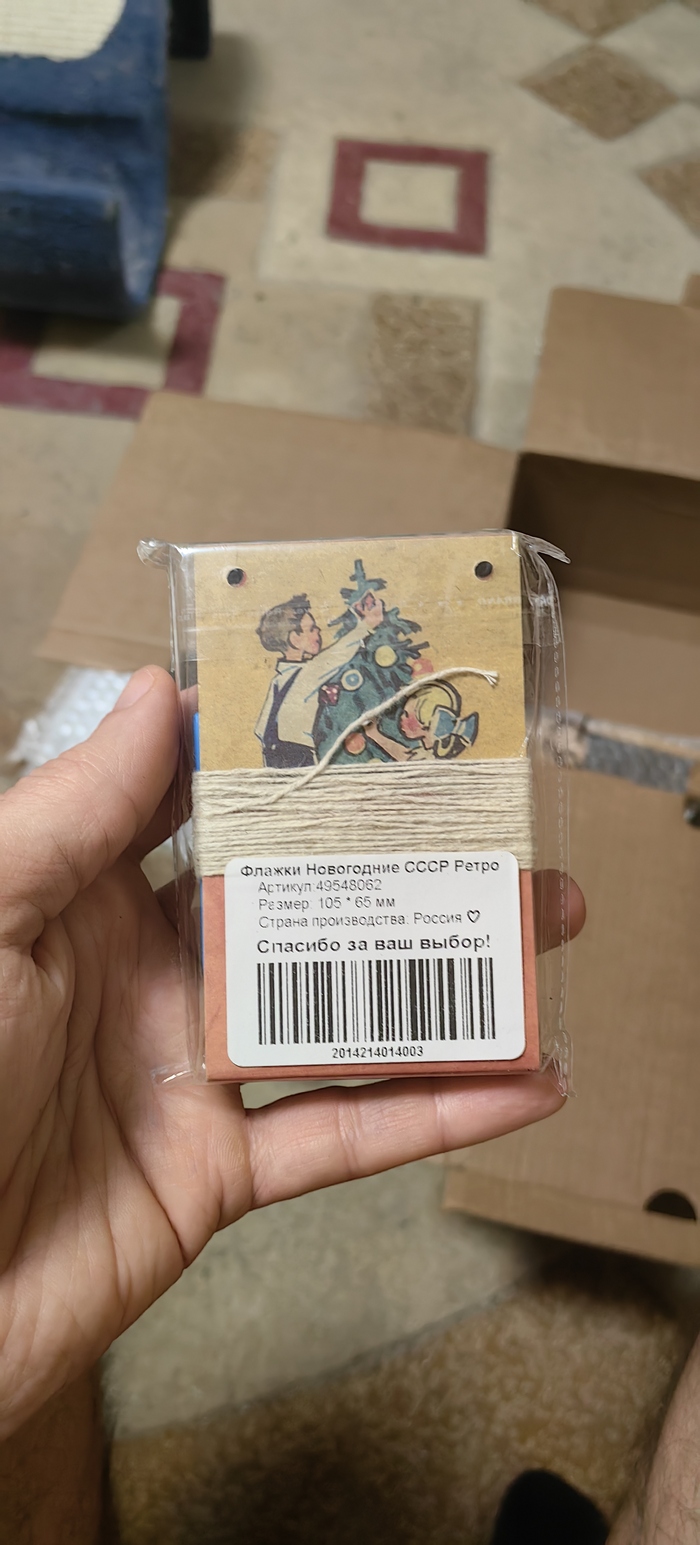 Флажки Новогодние СССР Ретро
Артикул:49548062
Размер: 105 * 65 мм
Страна производства: Россия ♡
Спасибо за ваш выбор!
2014214014003